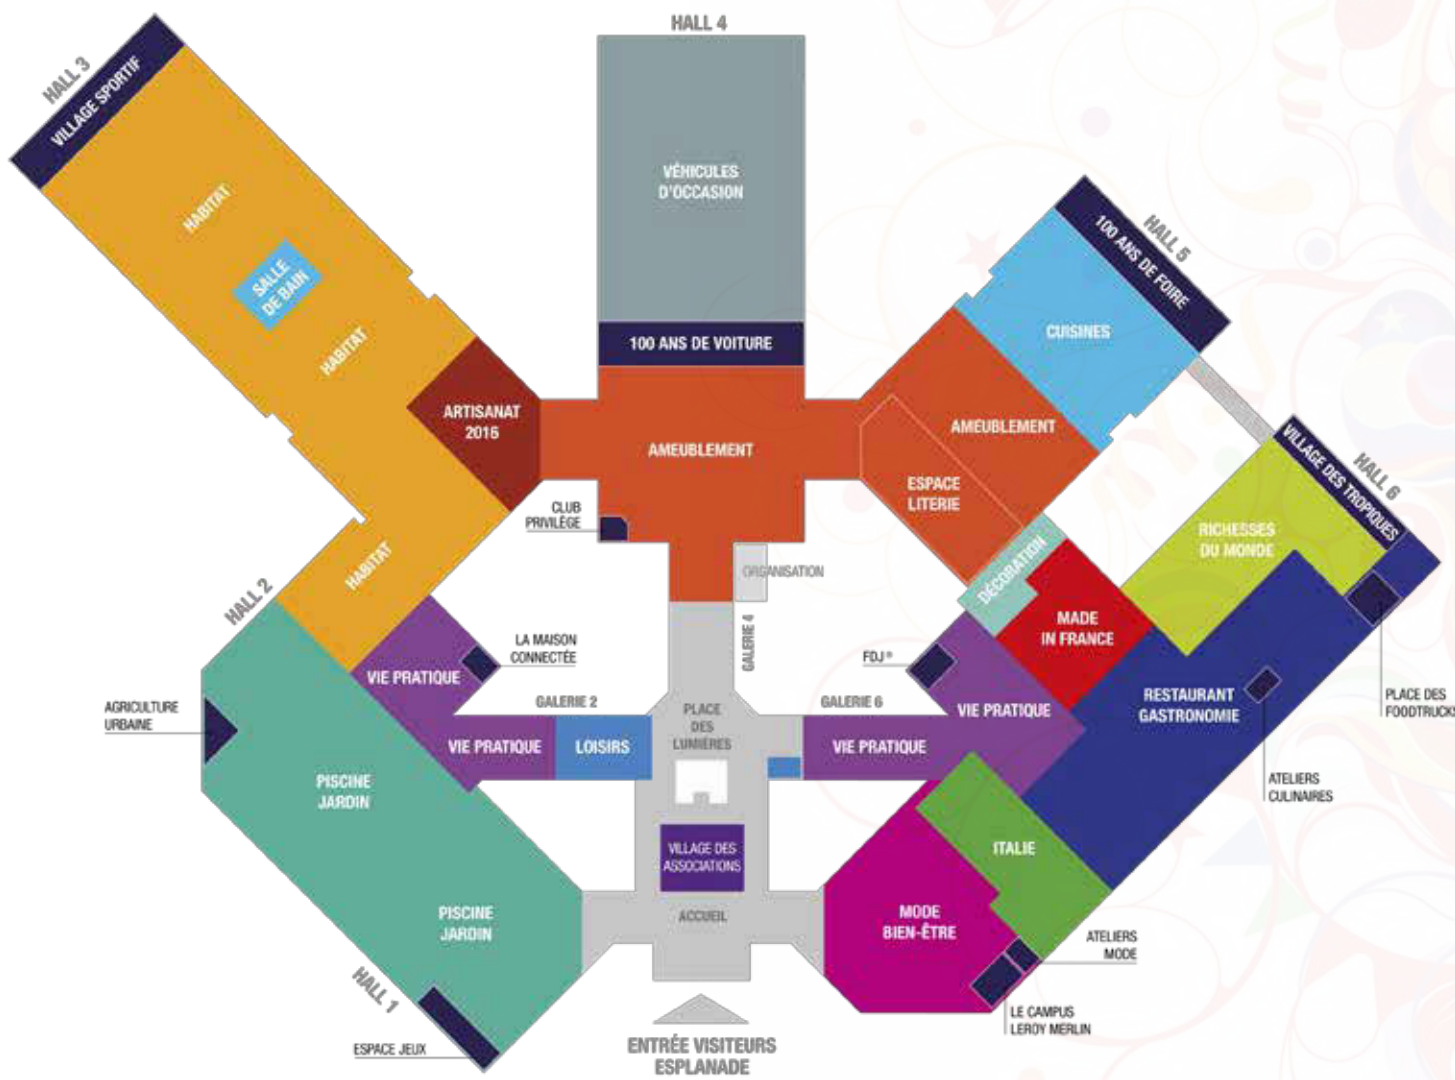 HALL 4
HALL 3
VILLAGE SPORTIF
HABITAT
SALLE
DE BAIN
HABITAT
HABITAT
ARTISANAT
2016
VÉHICULES
D'OCCASION
100 ANS DE VOITURE
AMEUBLEMENT
CLUB
PRIVILÈGE
ORGANISATION
GALERIE 4
HALL 5
100 ANS DE FOIRE
CUISINES
AMEUBLEMENT
ESPACE
LITERIE
DÉCORATION
MADE
IN FRANCE
HALL 6
VILLAGE DES TROPIQUES
RICHESSES
DU MONDE
RESTAURANT
GASTRONOMIE
PLACE DES
FOODTRUCKS
ATELIERS
CULINAIRES
HALL 2
LA MAISON
CONNECTÉE
VIE PRATIQUE
GALERIE 2
VIE PRATIQUE
LOISIRS
PLACE
DES
LUMIÈRES
FDJ®
GALERIE 6
VIE PRATIQUE
VIE PRATIQUE
AGRICULTURE
URBAINE
PISCINE
JARDIN
PISCINE
JARDIN
VILLAGE DES
ASSOCIATIONS
ACCUEIL
ITALIE
MODE
BIEN-ÊTRE
ATELIERS
MODE
LE CAMPUS
LEROY MERLIN
HALL 1
ESPACE JEUX
ENTRÉE VISITEURS
ESPLANADE